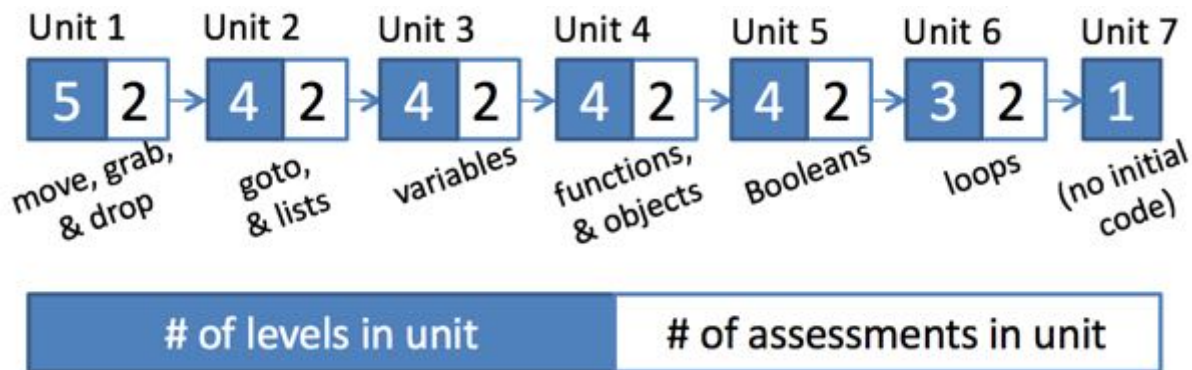 Unit 1 Unit 2 Unit 3 Unit 4 Unit 5 Unit 6 Unit 7
5 2 4 2 4 2 4 2 4 2 3 2 1
move, grab,
& drop
goto,
& lists
variables
functions,
& objects
Booleans
loops
(no initial
code)
# of levels in unit # of assessments in unit